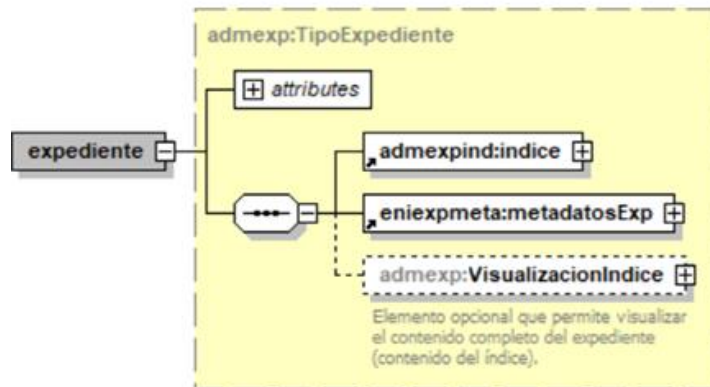 admexp:TipoExpediente
attributes
expediente
admexpind:indice
eniexpmeta:metadatosExp
admexp:VisualizacionIndice
Elemento opcional que permite visualizar
el contenido completo del expediente
(contenido del índice).